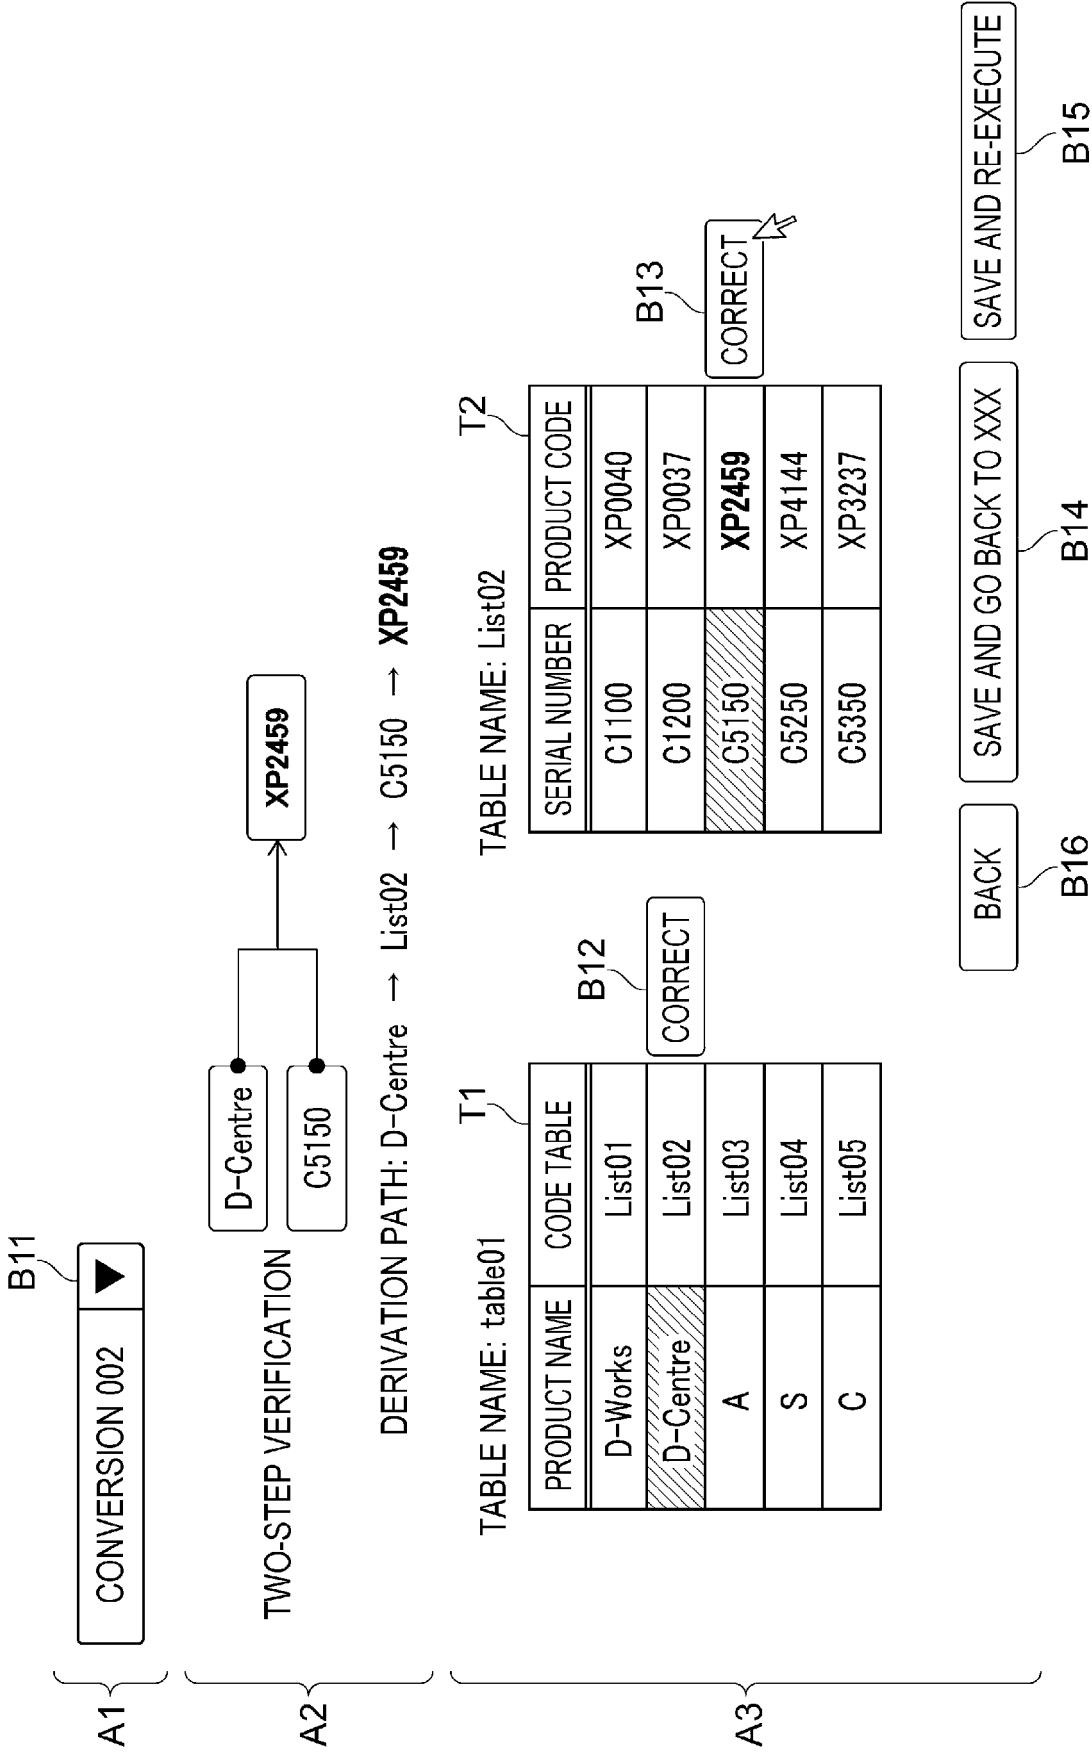 B11
A1
CONVERSION 002 ▼
A2
TWO-STEP VERIFICATION
D-Centre
C5150
XP2459
DERIVATION PATH: D-Centre → List02 → C5150 → XP2459
A3
TABLE NAME: table01
T1
PRODUCT NAME CODE TABLE
D-Works List01
D-Centre List02
A List03
S List04
C List05
B12
CORRECT
TABLE NAME: List02
T2
SERIAL NUMBER PRODUCT CODE
C1100 XP0040
C1200 XP0037
C5150 XP2459
C5250 XP4144
C5350 XP3237
B13
CORRECT
BACK
SAVE AND GO BACK TO XXX
SAVE AND RE-EXECUTE
B16
B14
B15